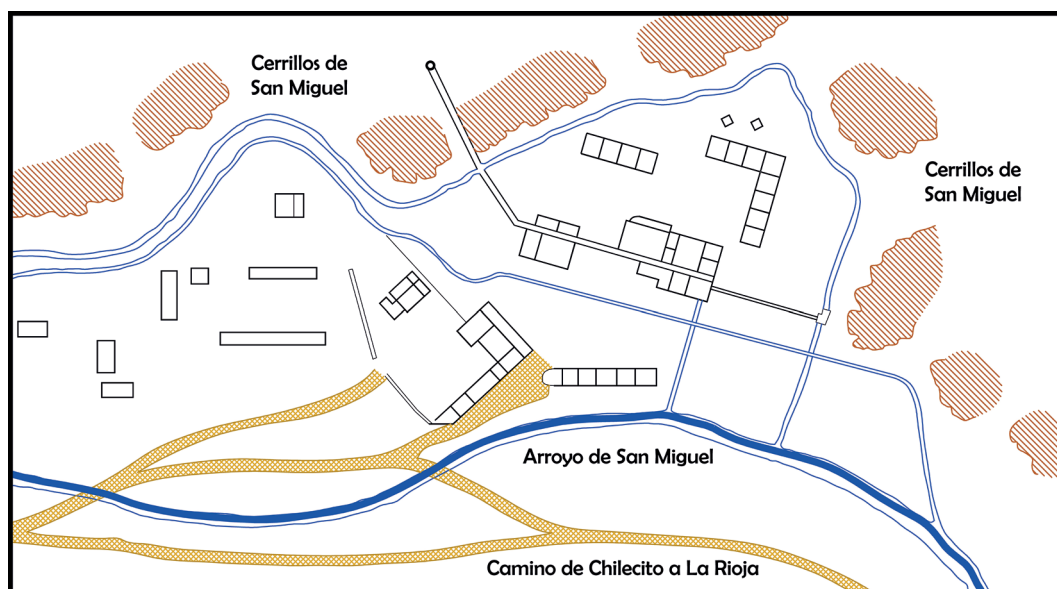 Cerrillos de
San Miguel
Cerrillos de
San Miguel
Arroyo de San Miguel
Camino de Chilecito a La Rioja